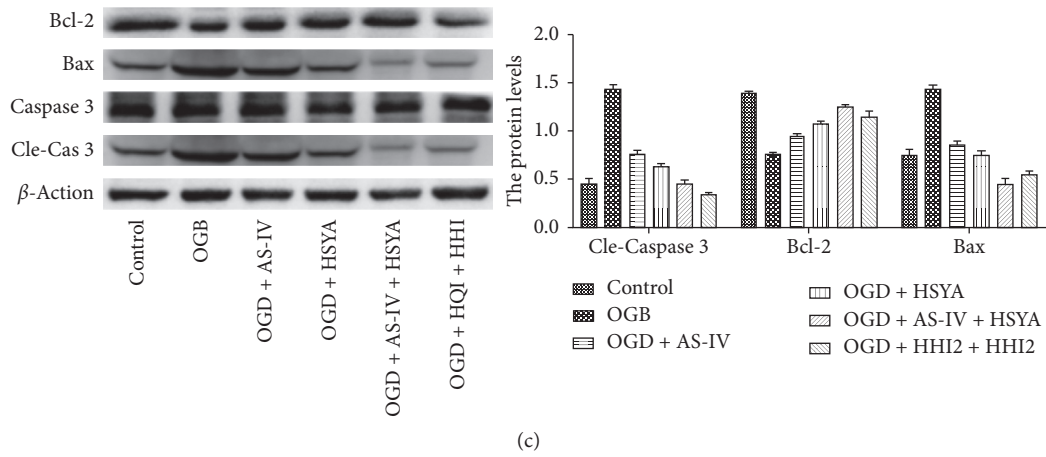 Bcl-2
Bax
Caspase 3
Cle-Cas 3
β-Action
Control
OGB
OGD + AS-IV
OGD + HSYA
OGD + AS-IV + HSYA
OGD + HQI + HHI
The protein levels
2.0
1.5
1.0
0.5
0.0
Cle-Caspase 3 Bcl-2 Bax
Control
OGB
OGD + AS-IV
OGD + HSYA
OGD + AS-IV + HSYA
OGD + HHI2 + HHI2
(c)